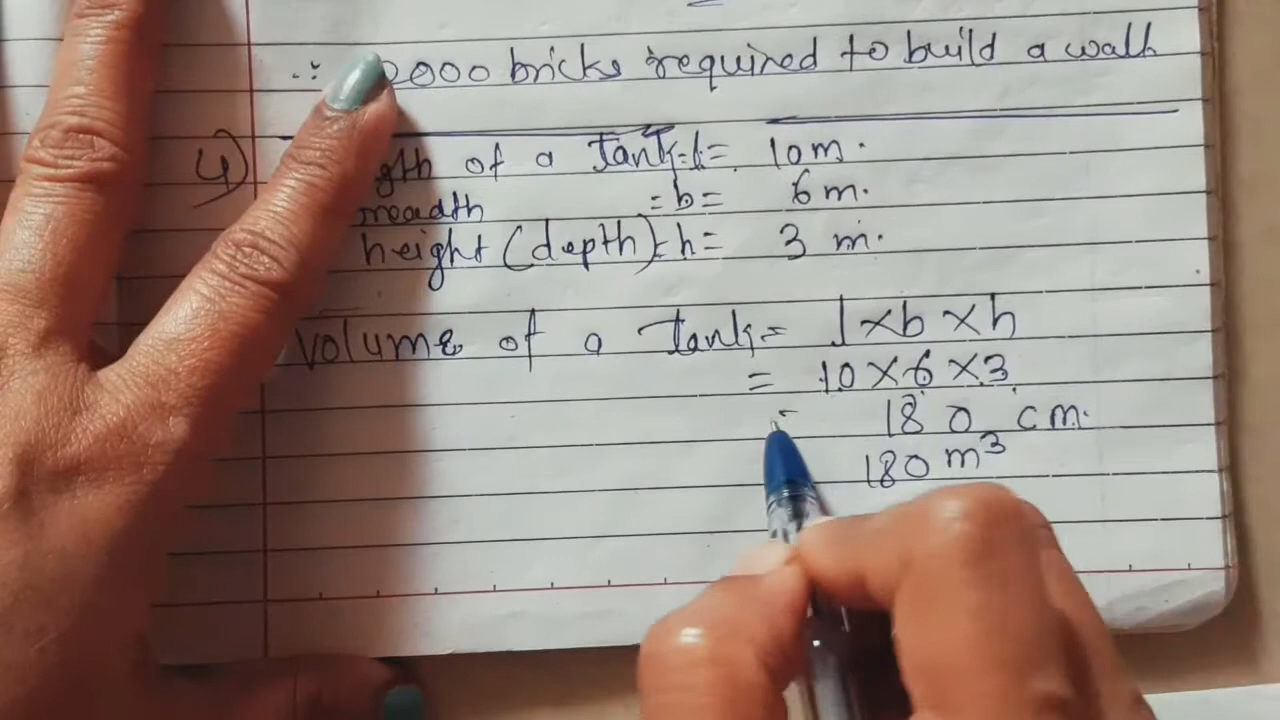 ∴ 0000 bricks required to build a wall
4) gth of a Tank = l = 10m.
readth = b = 6 m.
height (depth) = h = 3 m.
Volume of a tank = l × b × h
= 10 × 6 × 3
= 180 cm.
180 m³